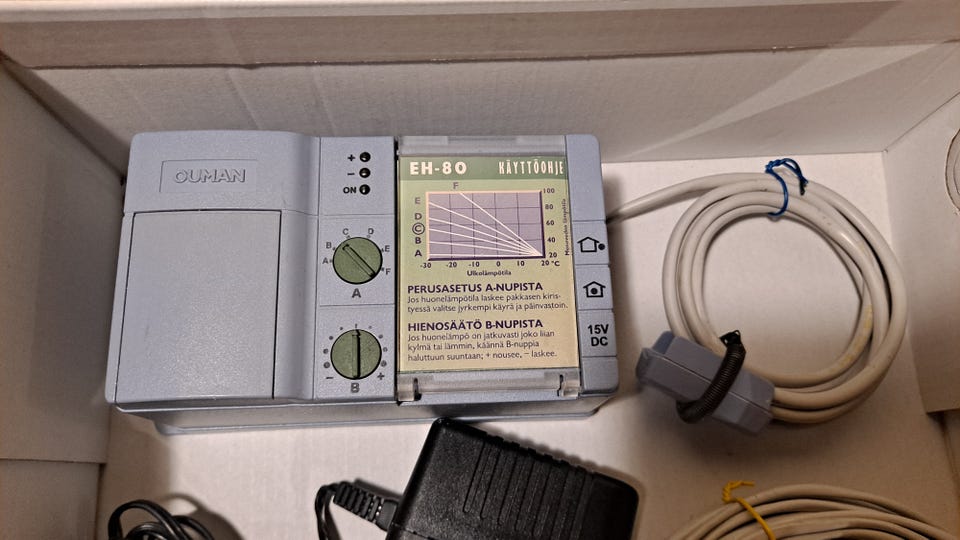 OUMAN
+
-
ON
B C D E
A F
A
- +
B
EH-80 KÄYTTÖOHJE
F
E
D
C
B
A
100
80
60
40
20
Menoveden lämpötila
-30 -20 -10 0 10 20 °C
Ulkolämpötila
PERUSASETUS A-NUPISTA
Jos huonelämpötila laskee pakkasen kiris-
tyessä valitse jyrkempi käyrä ja päinvastoin.
HIENOSÄÄTÖ B-NUPISTA
Jos huonelämpö on jatkuvasti joko liian
kylmä tai lämmin, käännä B-nuppia
haluttuun suuntaan; + nousee, – laskee.
15V
DC